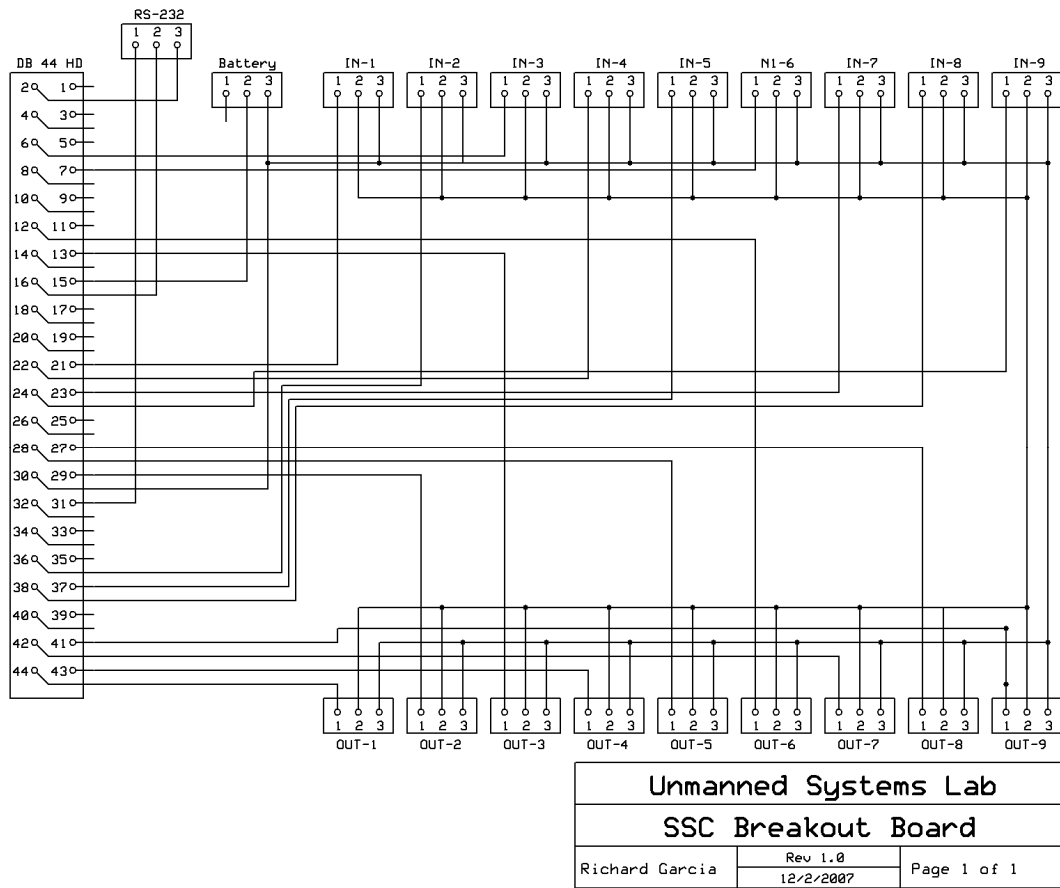 RS-232
1 2 3
DB 44 HD
Battery
1 2 3
IN-1
1 2 3
IN-2
1 2 3
IN-3
1 2 3
IN-4
1 2 3
IN-5
1 2 3
N1-6
1 2 3
IN-7
1 2 3
IN-8
1 2 3
IN-9
1 2 3
2 1
4 3
6 5
8 7
10 9
12 11
14 13
16 15
18 17
20 19
22 21
24 23
26 25
28 27
30 29
32 31
34 33
36 35
38 37
40 39
42 41
44 43
1 2 3
OUT-1
1 2 3
OUT-2
1 2 3
OUT-3
1 2 3
OUT-4
1 2 3
OUT-5
1 2 3
OUT-6
1 2 3
OUT-7
1 2 3
OUT-8
1 2 3
OUT-9
Unmanned Systems Lab
SSC Breakout Board
Richard Garcia
Rev 1.0
12/2/2007
Page 1 of 1